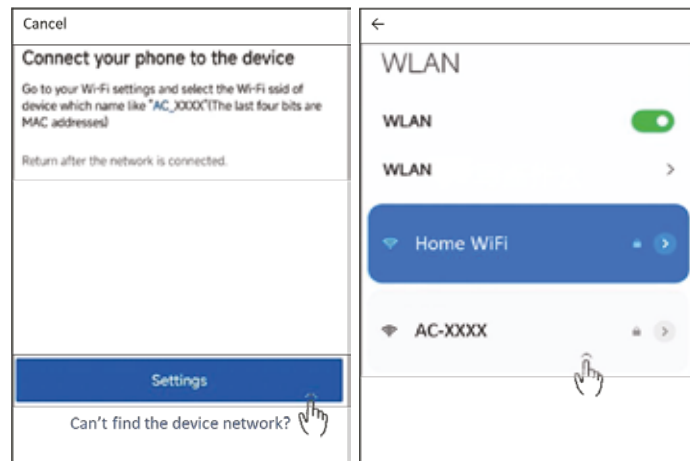 Cancel
Connect your phone to the device
Go to your Wi-Fi settings and select the Wi-Fi ssid of
device which name like "AC_XXXX"(The last four bits are
MAC addresses)
Return after the network is connected.
Settings
Can't find the device network?
WLAN
WLAN
WLAN
Home WiFi
AC-XXXX